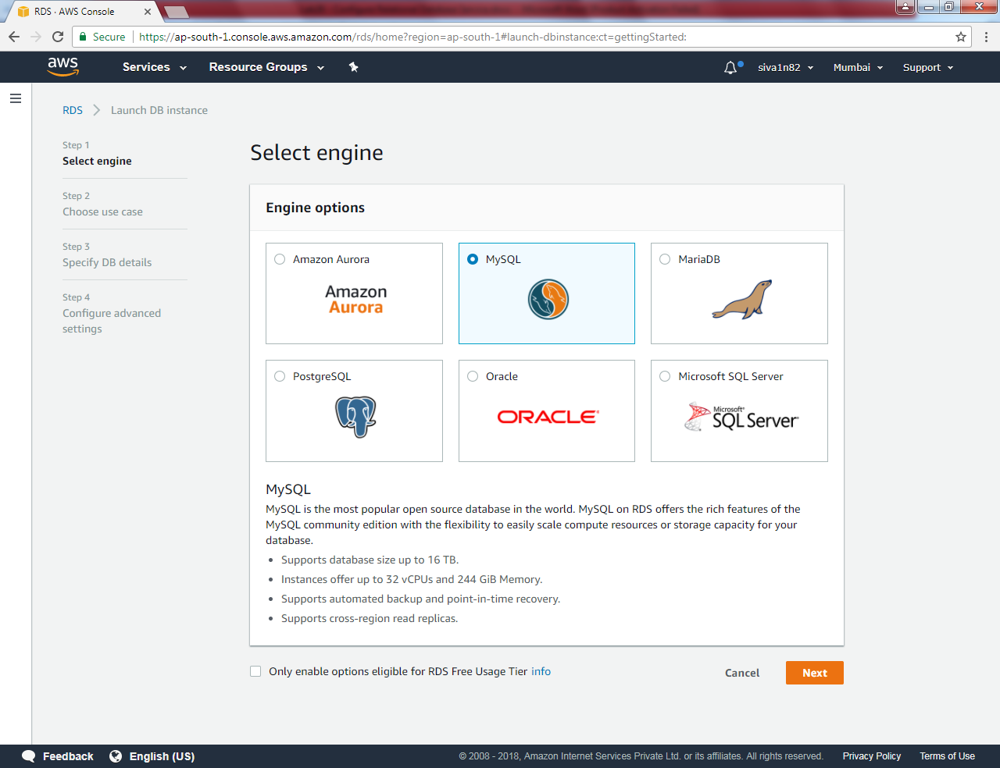 RDS · AWS Console
Secure | https://ap-south-1.console.aws.amazon.com/rds/home?region=ap-south-1#launch-dbinstance:ct=gettingStarted:
aws Services Resource Groups siva1n82 Mumbai Support
RDS Launch DB instance
Step 1
Select engine
Step 2
Choose use case
Step 3
Specify DB details
Step 4
Configure advanced
settings
Select engine
Engine options
Amazon Aurora
Amazon
Aurora
MySQL
MariaDB
PostgreSQL
Oracle
ORACLE
Microsoft SQL Server
Microsoft
SQL Server
MySQL
MySQL is the most popular open source database in the world. MySQL on RDS offers the rich features of the
MySQL community edition with the flexibility to easily scale compute resources or storage capacity for your
database.
• Supports database size up to 16 TB.
• Instances offer up to 32 vCPUs and 244 GiB Memory.
• Supports automated backup and point-in-time recovery.
• Supports cross-region read replicas.
Only enable options eligible for RDS Free Usage Tier info
Cancel Next
Feedback English (US) © 2008 - 2018, Amazon Internet Services Private Ltd. or its affiliates. All rights reserved. Privacy Policy Terms of Use